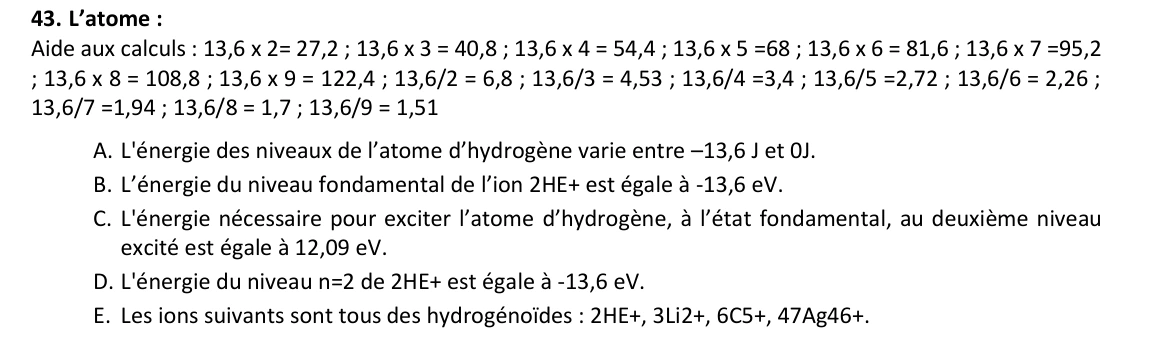 43. L’atome :
Aide aux calculs : 13,6 x 2= 27,2 ; 13,6 x 3 = 40,8 ; 13,6 x 4 = 54,4 ; 13,6 x 5 =68 ; 13,6 x 6 = 81,6 ; 13,6 x 7 =95,2
; 13,6 x 8 = 108,8 ; 13,6 x 9 = 122,4 ; 13,6/2 = 6,8 ; 13,6/3 = 4,53 ; 13,6/4 =3,4 ; 13,6/5 =2,72 ; 13,6/6 = 2,26 ;
13,6/7 =1,94 ; 13,6/8 = 1,7 ; 13,6/9 = 1,51
A. L'énergie des niveaux de l’atome d’hydrogène varie entre –13,6 J et 0J.
B. L’énergie du niveau fondamental de l’ion 2HE+ est égale à -13,6 eV.
C. L'énergie nécessaire pour exciter l’atome d’hydrogène, à l’état fondamental, au deuxième niveau
excité est égale à 12,09 eV.
D. L'énergie du niveau n=2 de 2HE+ est égale à -13,6 eV.
E. Les ions suivants sont tous des hydrogénoïdes : 2HE+, 3Li2+, 6C5+, 47Ag46+.